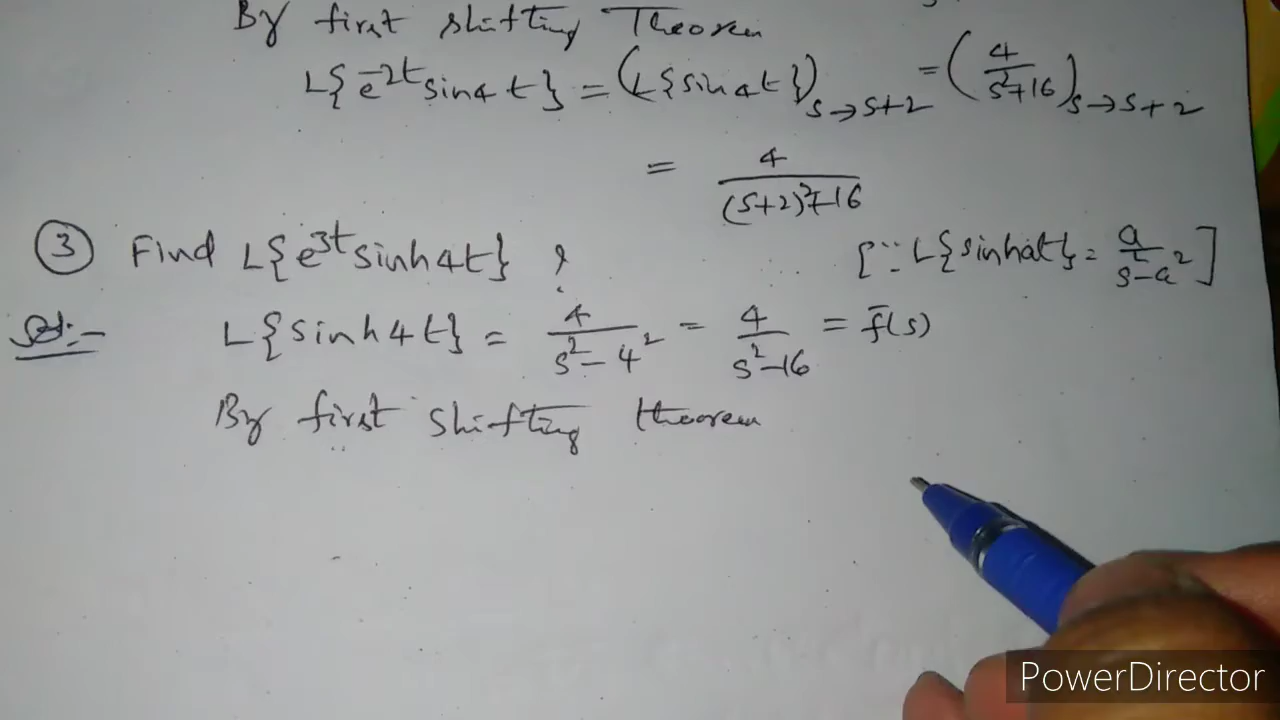 By first shifting Theorem
L{e^-2t sin4t} = (L{sin4t})s→s+2 = (4/s²+16)s→s+2
= 4/(s+2)²+16
③ Find L{e^3t sinh4t} ? [∵ L{sinhat} = a/s²-a²]
Sol:- L{sinh4t} = 4/s²-4² = 4/s²-16 = f̄(s)
By first shifting theorem
PowerDirector